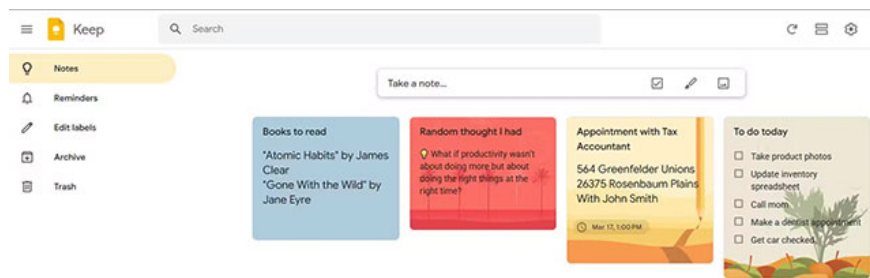 Keep
Search
Notes
Reminders
Edit labels
Archive
Trash
Take a note...
Books to read
"Atomic Habits" by James
Clear
"Gone With the Wild" by
Jane Eyre
Random thought I had
What if productivity wasn't
about doing more but about
doing the right things at the
right time?
Appointment with Tax
Accountant
564 Greenfelder Unions
26375 Rosenbaum Plains
With John Smith
Mar 17, 1:00 PM
To do today
Take product photos
Update inventory
spreadsheet
Call mom
Make a dentist appointment
Get car checked